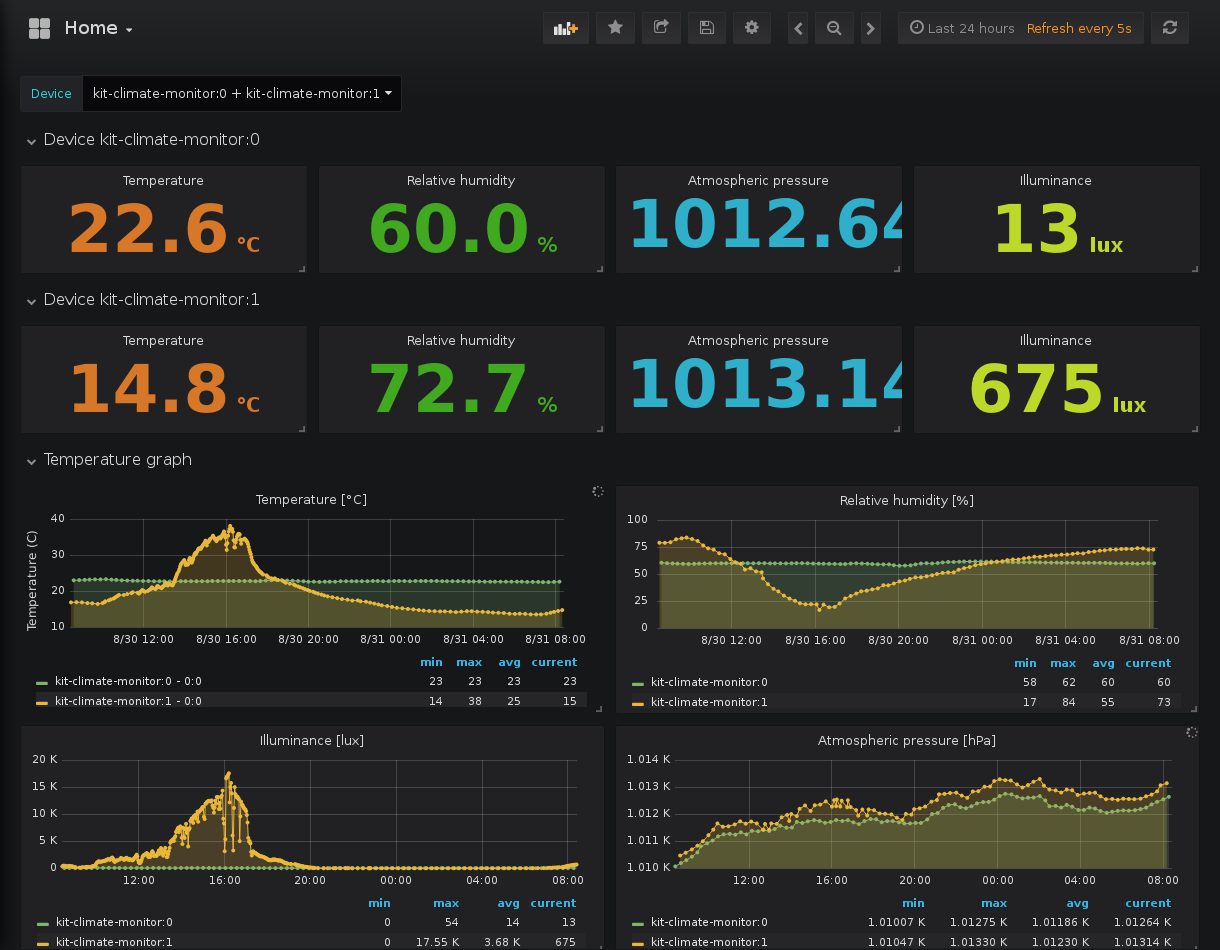 Home
Last 24 hours Refresh every 5s
Device kit-climate-monitor:0 + kit-climate-monitor:1
Device kit-climate-monitor:0
Temperature
22.6 °C
Relative humidity
60.0 %
Atmospheric pressure
1012.64
Illuminance
13 lux
Device kit-climate-monitor:1
Temperature
14.8 °C
Relative humidity
72.7 %
Atmospheric pressure
1013.14
Illuminance
675 lux
Temperature graph
Temperature [°C]
Temperature (C)
40
30
20
10
8/30 12:00 8/30 16:00 8/30 20:00 8/31 00:00 8/31 04:00 8/31 08:00
min max avg current
kit-climate-monitor:0 - 0:0 23 23 23 23
kit-climate-monitor:1 - 0:0 14 38 25 15
Relative humidity [%]
100
75
50
25
0
8/30 12:00 8/30 16:00 8/30 20:00 8/31 00:00 8/31 04:00 8/31 08:00
min max avg current
kit-climate-monitor:0 58 62 60 60
kit-climate-monitor:1 17 84 55 73
Illuminance [lux]
20 K
15 K
10 K
5 K
0
12:00 16:00 20:00 00:00 04:00 08:00
min max avg current
kit-climate-monitor:0 0 54 14 13
kit-climate-monitor:1 0 17.55 K 3.68 K 675
Atmospheric pressure [hPa]
1.014 K
1.013 K
1.012 K
1.011 K
1.010 K
12:00 16:00 20:00 00:00 04:00 08:00
min max avg current
kit-climate-monitor:0 1.01007 K 1.01275 K 1.01186 K 1.01264 K
kit-climate-monitor:1 1.01047 K 1.01330 K 1.01230 K 1.01314 K